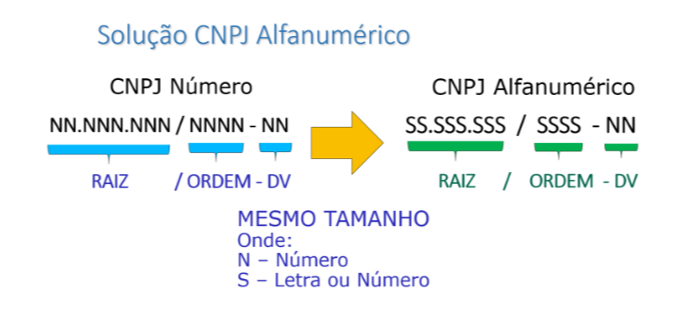 Solução CNPJ Alfanumérico
CNPJ Número
NN.NNN.NNN / NNNN - NN
RAIZ / ORDEM - DV
CNPJ Alfanumérico
SS.SSS.SSS / SSSS - NN
RAIZ / ORDEM - DV
MESMO TAMANHO
Onde:
N – Número
S – Letra ou Número